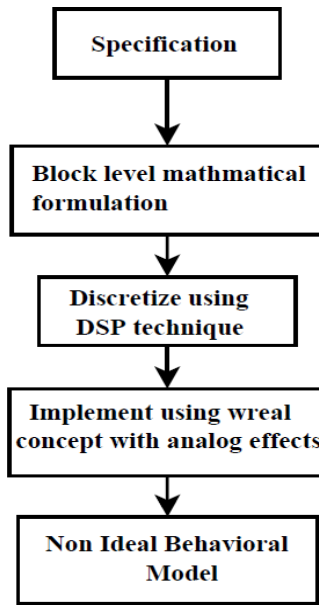 Specification
Block level mathmatical
formulation
Discretize using
DSP technique
Implement using wreal
concept with analog effects
Non Ideal Behavioral
Model